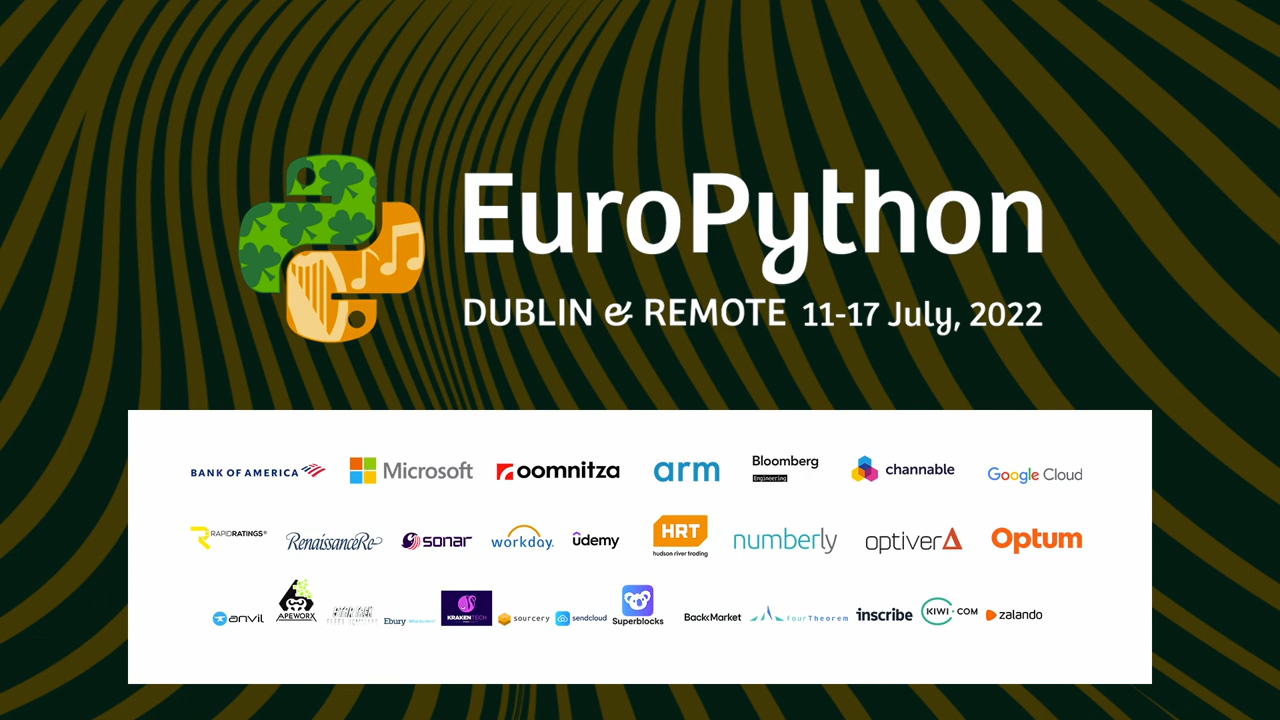 EuroPython
DUBLIN & REMOTE 11-17 July, 2022
BANK OF AMERICA Microsoft oomnitza arm Bloomberg Engineering channable Google Cloud
RAPIDRATINGS® RenaissanceRe sonar workday. udemy HRT hudson river trading numberly optiver Optum
anvil APEWORX Ebury KRAKENTECH sourcery sendcloud Superblocks BackMarket fourTheorem inscribe KIWI.COM zalando